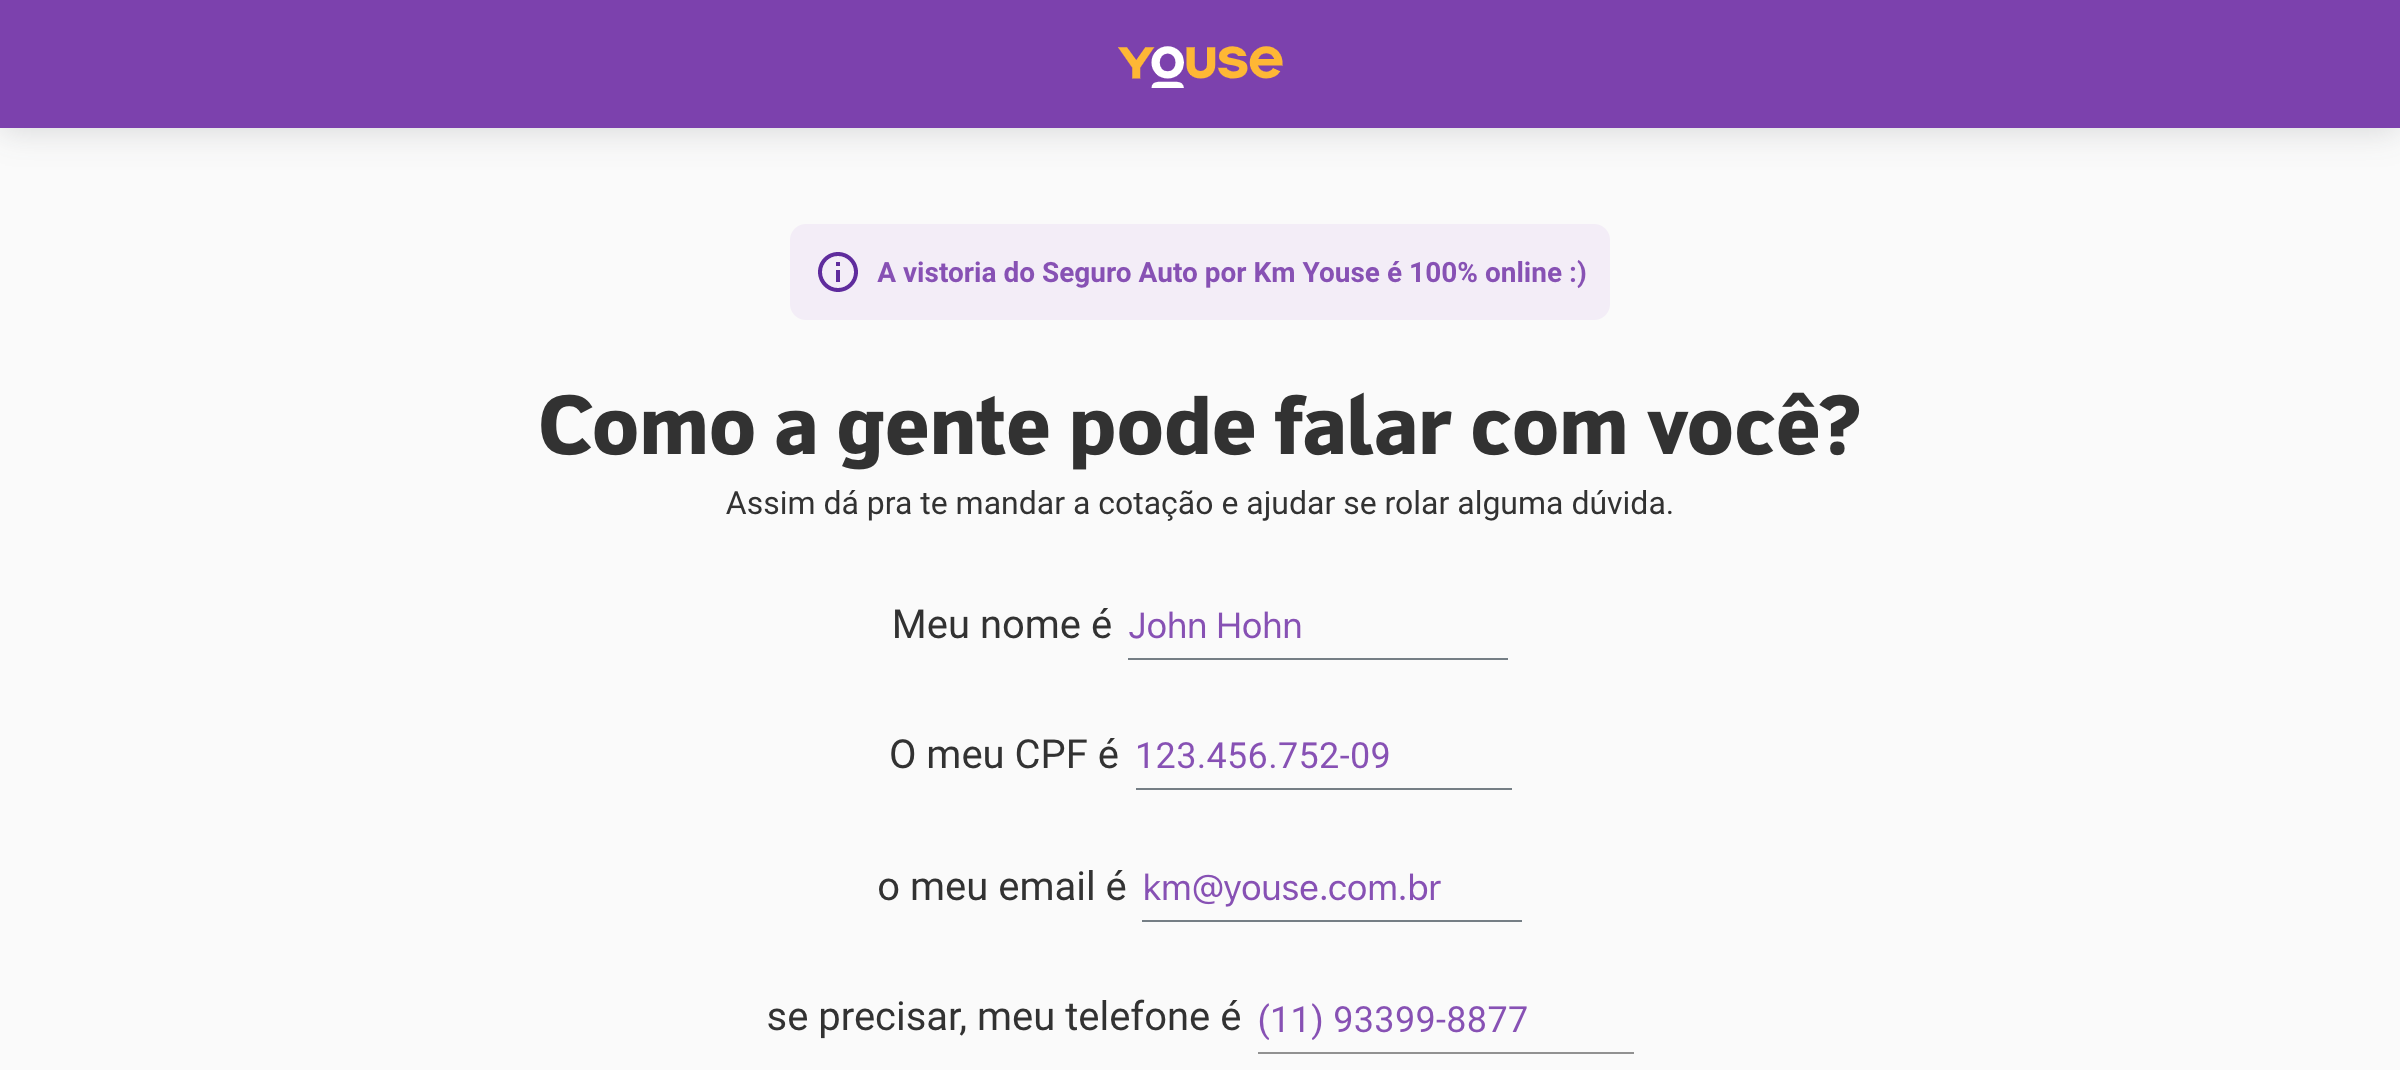 Youse
A vistoria do Seguro Auto por Km Youse é 100% online :)
Como a gente pode falar com você?
Assim dá pra te mandar a cotação e ajudar se rolar alguma dúvida.
Meu nome é John Hohn
O meu CPF é 123.456.752-09
o meu email é km@youse.com.br
se precisar, meu telefone é (11) 93399-8877